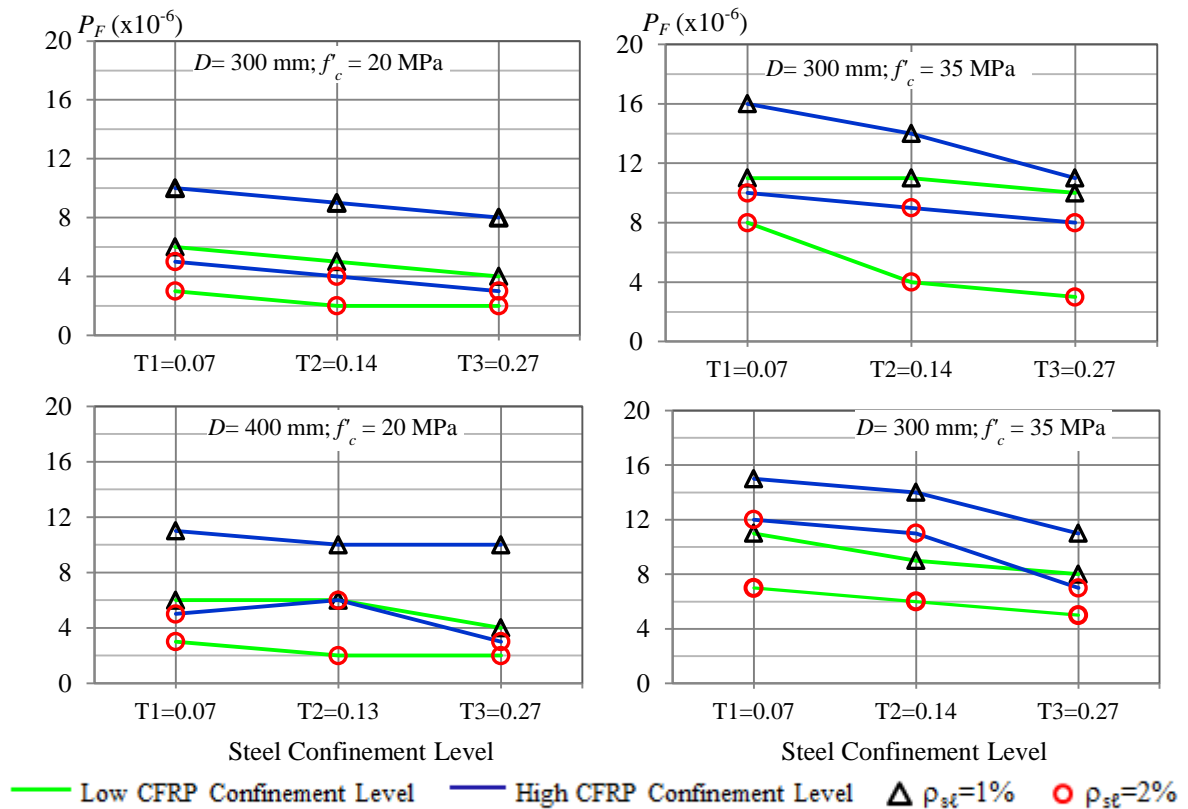 P_F (x10^-6)
20
16
12
8
4
0
D= 300 mm; f'_c = 20 MPa
T1=0.07 T2=0.14 T3=0.27
20
16
12
8
4
0
D= 300 mm; f'_c = 35 MPa
T1=0.07 T2=0.14 T3=0.27
20
16
12
8
4
0
D= 400 mm; f'_c = 20 MPa
T1=0.07 T2=0.13 T3=0.27
Steel Confinement Level
20
16
12
8
4
0
D= 300 mm; f'_c = 35 MPa
T1=0.07 T2=0.14 T3=0.27
Steel Confinement Level
Low CFRP Confinement Level High CFRP Confinement Level ρ_sℓ=1% ρ_sℓ=2%